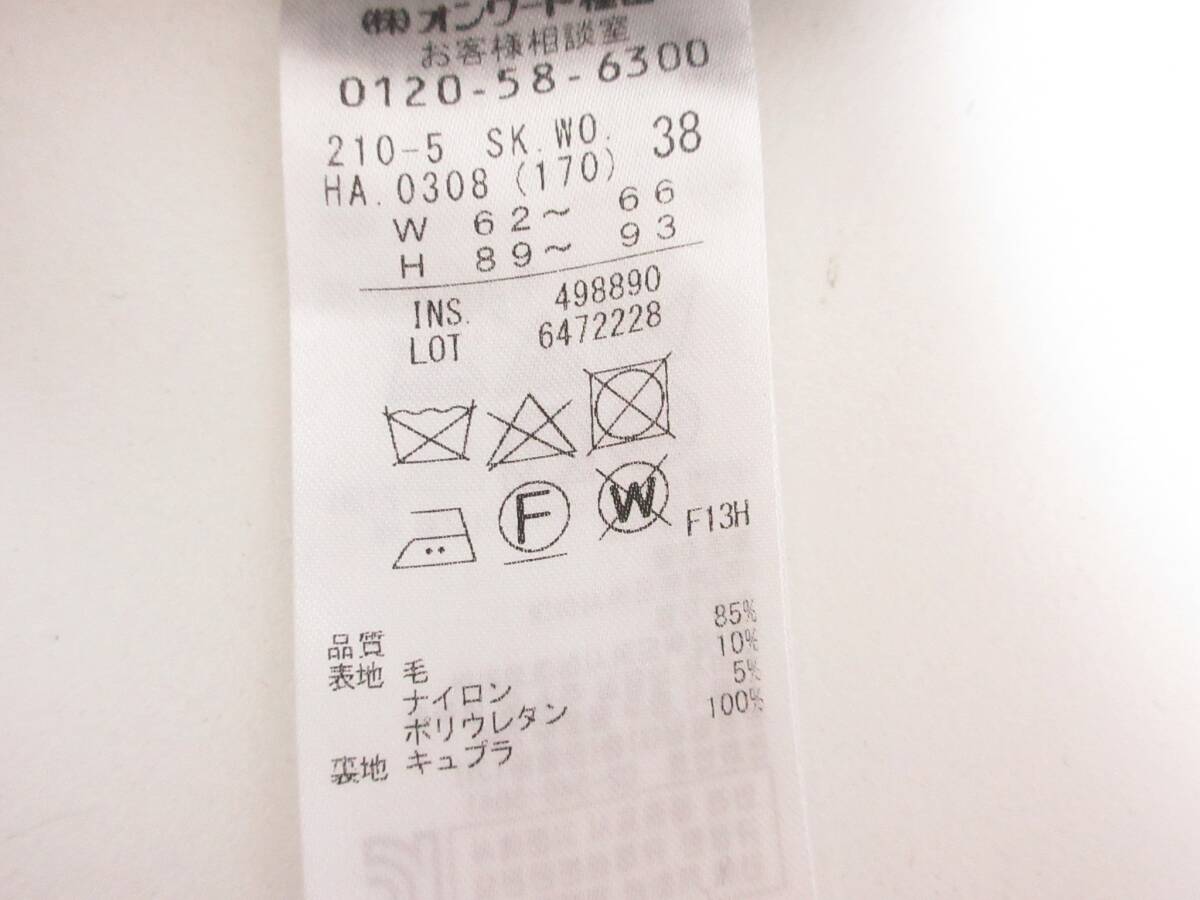 ㈱オンワード樫山
お客様相談室
0120-58-6300
210-5 SK.WO. 38
HA.0308 (170)
W 62～ 66
H 89～ 93
INS. 498890
LOT 6472228
F
W
F13H
品質
表地 毛 85%
ナイロン 10%
ポリウレタン 5%
裏地 キュプラ 100%